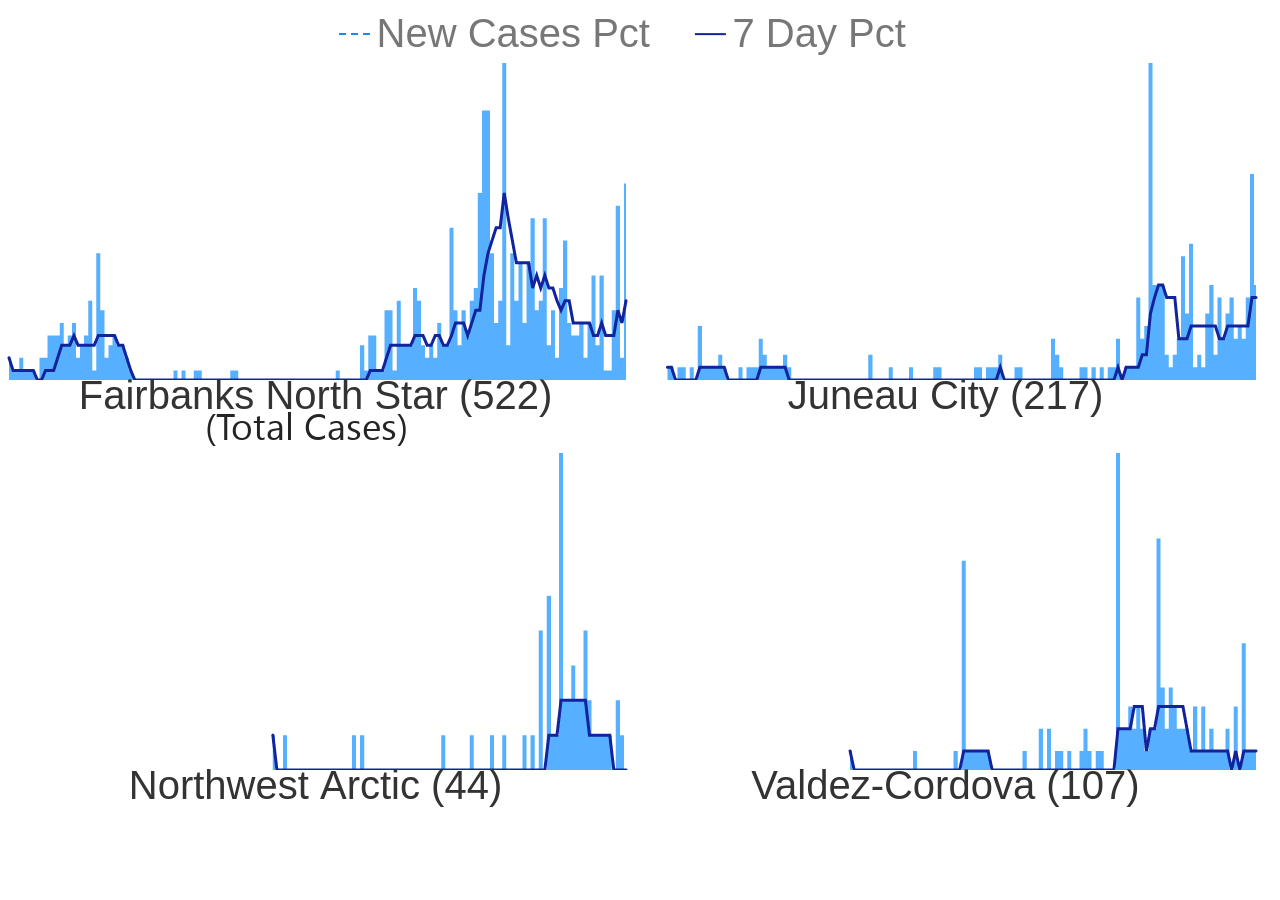 New Cases Pct 7 Day Pct
Fairbanks North Star (522)
(Total Cases)
Juneau City (217)
Northwest Arctic (44)
Valdez-Cordova (107)